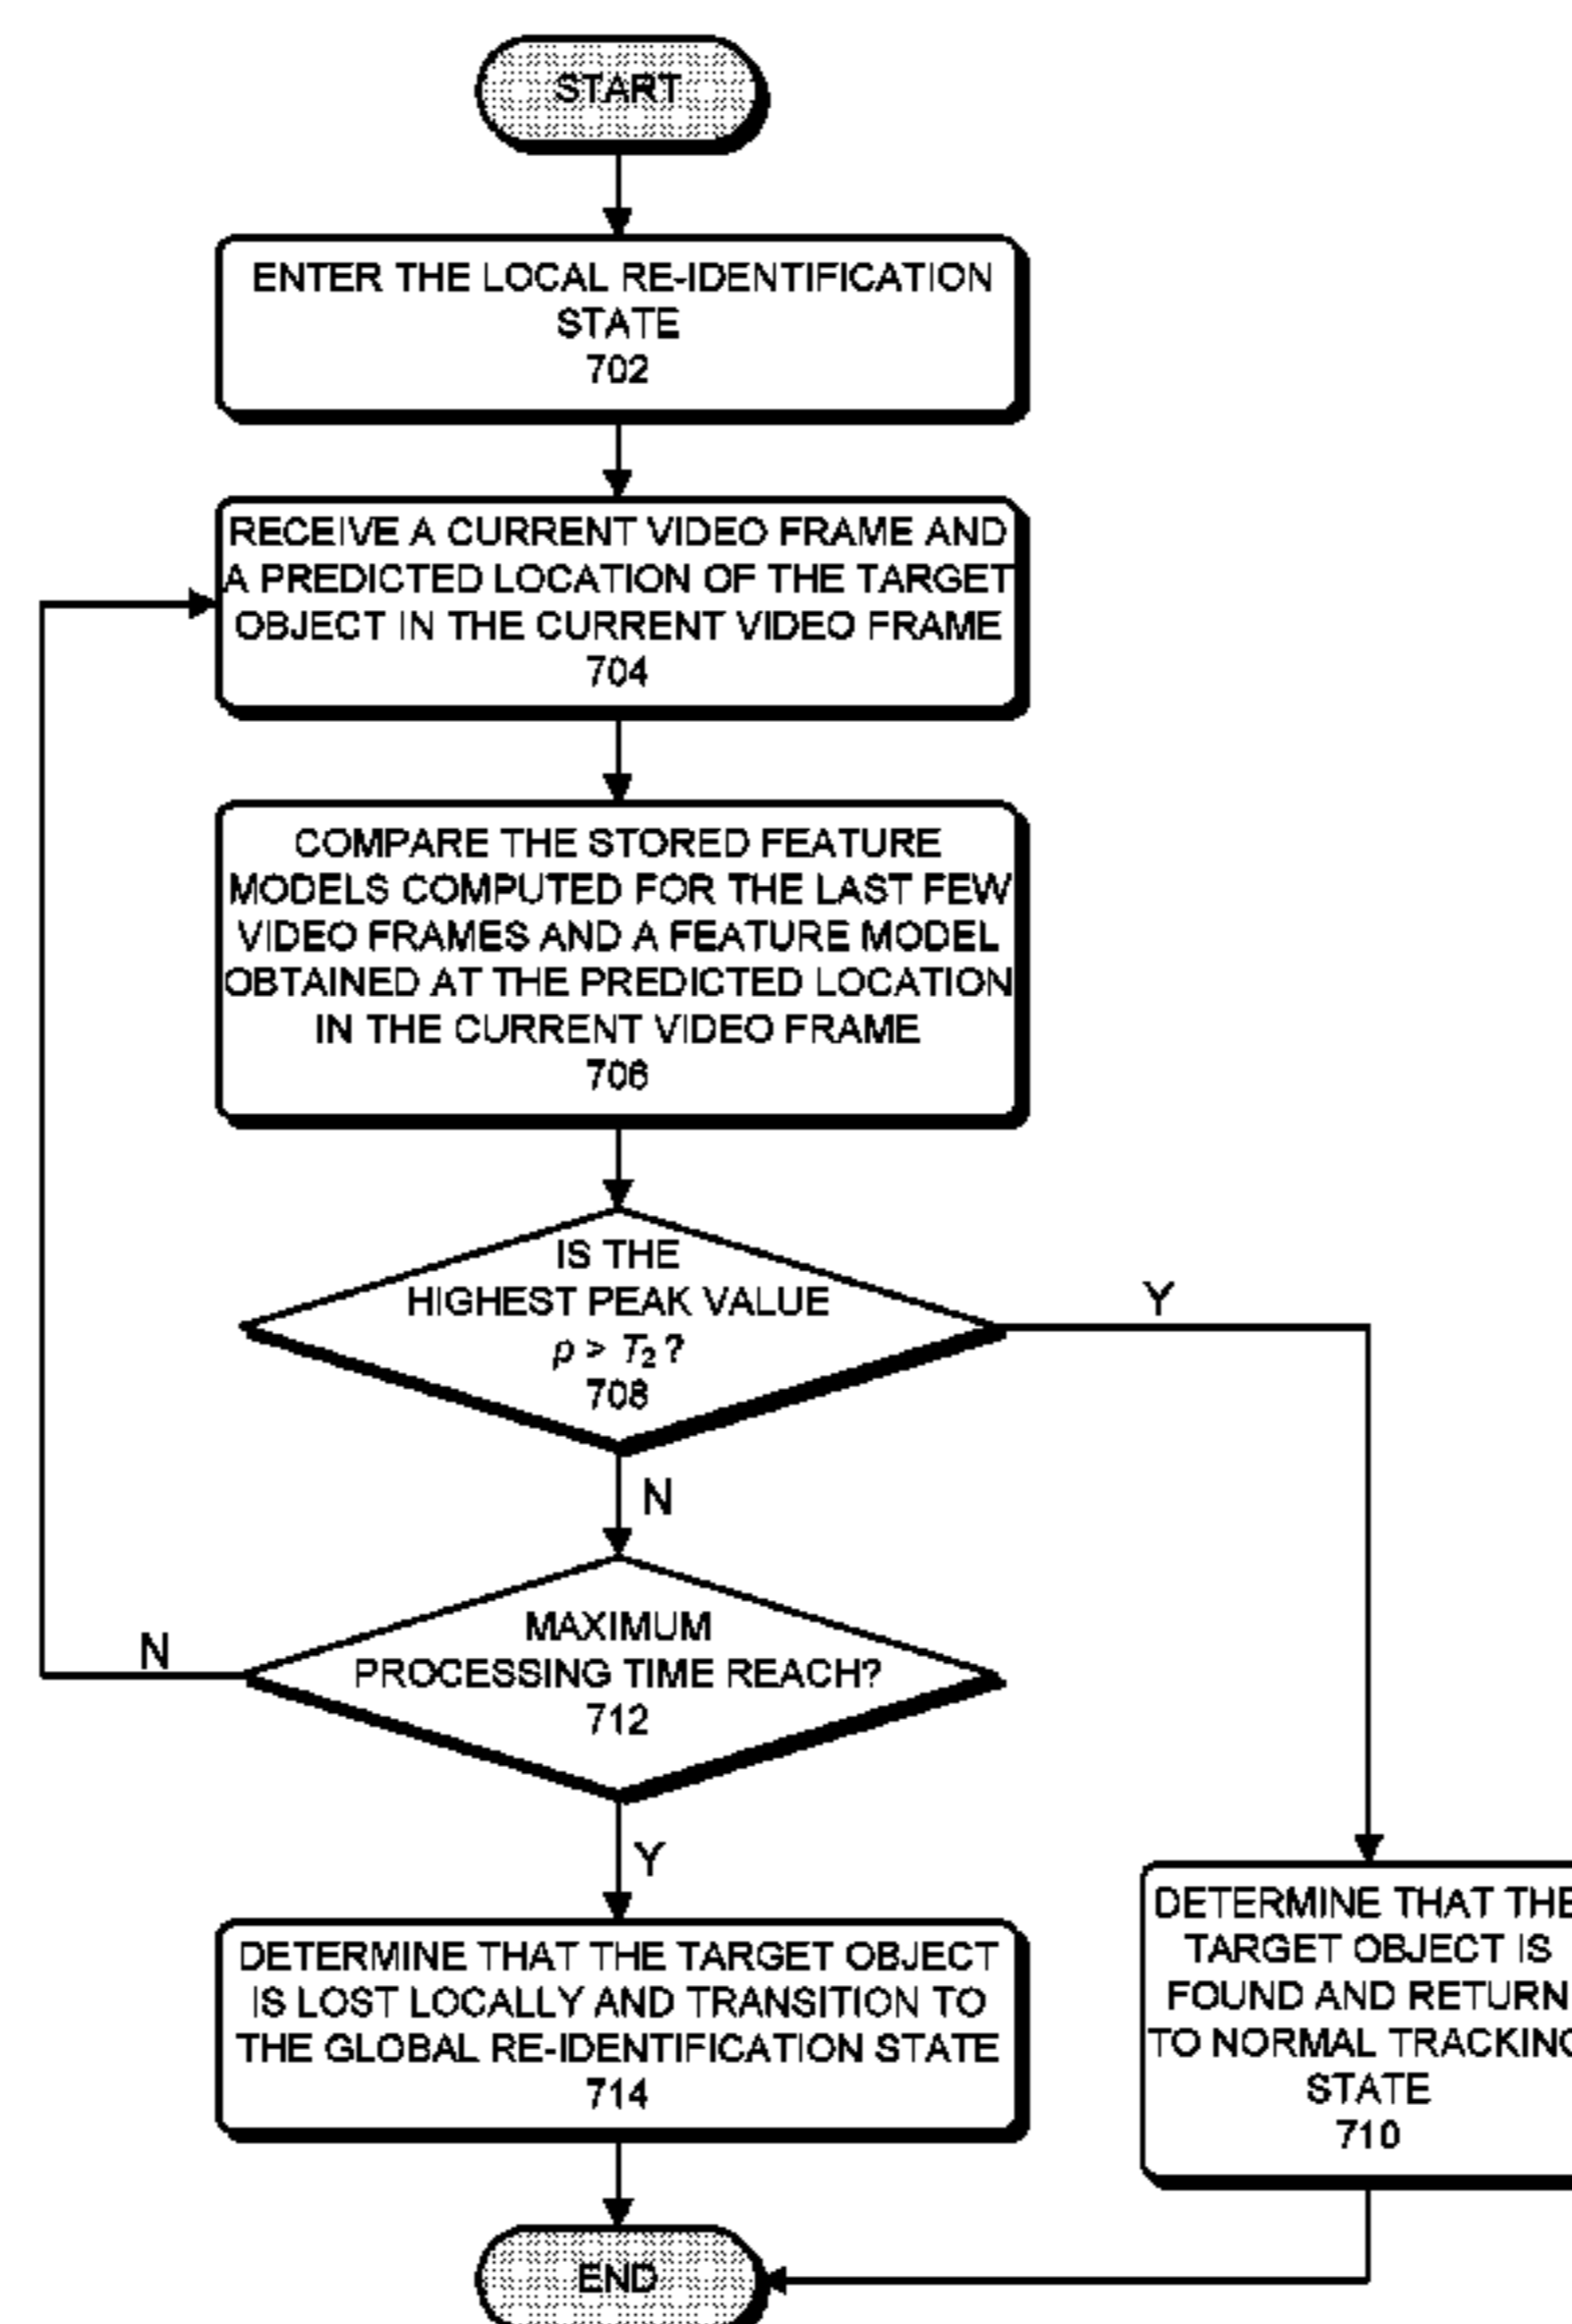 START
ENTER THE LOCAL RE-IDENTIFICATION
STATE
702
RECEIVE A CURRENT VIDEO FRAME AND
A PREDICTED LOCATION OF THE TARGET
OBJECT IN THE CURRENT VIDEO FRAME
704
COMPARE THE STORED FEATURE
MODELS COMPUTED FOR THE LAST FEW
VIDEO FRAMES AND A FEATURE MODEL
OBTAINED AT THE PREDICTED LOCATION
IN THE CURRENT VIDEO FRAME
706
IS THE
HIGHEST PEAK VALUE
ρ > T₂ ?
708
Y
N
MAXIMUM
PROCESSING TIME REACH?
712
N
Y
DETERMINE THAT THE TARGET OBJECT
IS LOST LOCALLY AND TRANSITION TO
THE GLOBAL RE-IDENTIFICATION STATE
714
DETERMINE THAT THE
TARGET OBJECT IS
FOUND AND RETURN
TO NORMAL TRACKING
STATE
710
END